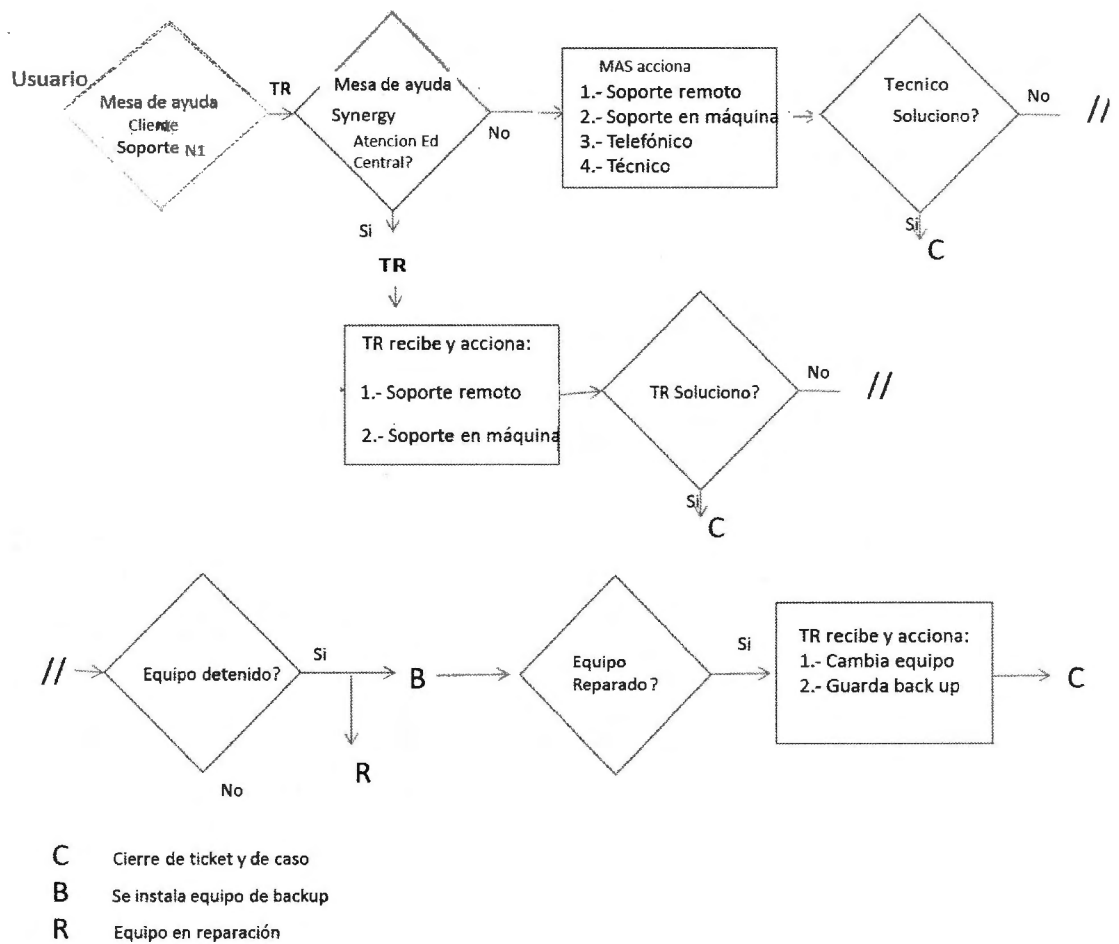 Usuario
Mesa de ayuda
Cliente
Soporte N1
TR
Mesa de ayuda
Synergy
Atencion Ed
Central?
No
Si
TR
MAS acciona
1.- Soporte remoto
2.- Soporte en máquina
3.- Telefónico
4.- Técnico
Tecnico
Soluciono?
No
//
Si
C
TR recibe y acciona:
1.- Soporte remoto
2.- Soporte en máquina
TR Soluciono?
No
//
Si
C
//
Equipo detenido?
Si
No
R
B
Equipo
Reparado?
Si
TR recibe y acciona:
1.- Cambia equipo
2.- Guarda back up
C
C Cierre de ticket y de caso
B Se instala equipo de backup
R Equipo en reparación